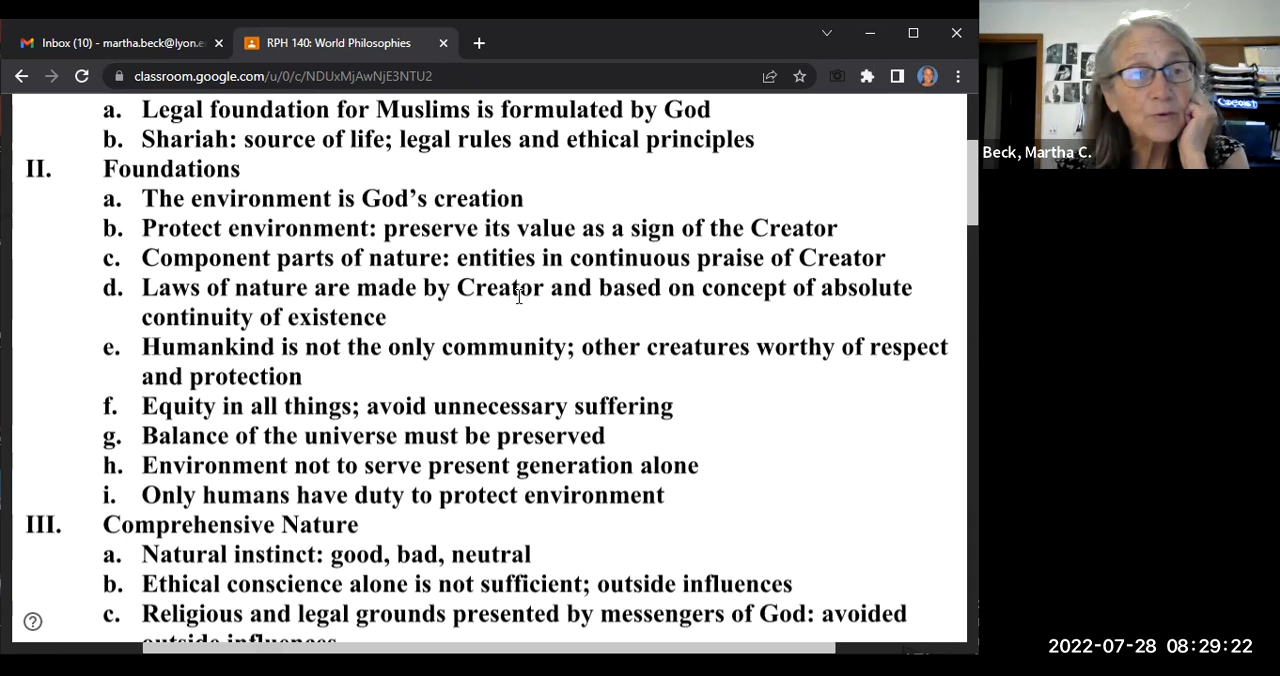 Inbox (10) - martha.beck@lyon.e
RPH 140: World Philosophies
classroom.google.com/u/0/c/NDUxMjAwNjE3NTU2
a. Legal foundation for Muslims is formulated by God
b. Shariah: source of life; legal rules and ethical principles
II. Foundations
a. The environment is God's creation
b. Protect environment: preserve its value as a sign of the Creator
c. Component parts of nature: entities in continuous praise of Creator
d. Laws of nature are made by Creator and based on concept of absolute
continuity of existence
e. Humankind is not the only community; other creatures worthy of respect
and protection
f. Equity in all things; avoid unnecessary suffering
g. Balance of the universe must be preserved
h. Environment not to serve present generation alone
i. Only humans have duty to protect environment
III. Comprehensive Nature
a. Natural instinct: good, bad, neutral
b. Ethical conscience alone is not sufficient; outside influences
c. Religious and legal grounds presented by messengers of God: avoided
outside influences
Coexist
Beck, Martha C.
2022-07-28 08:29:22